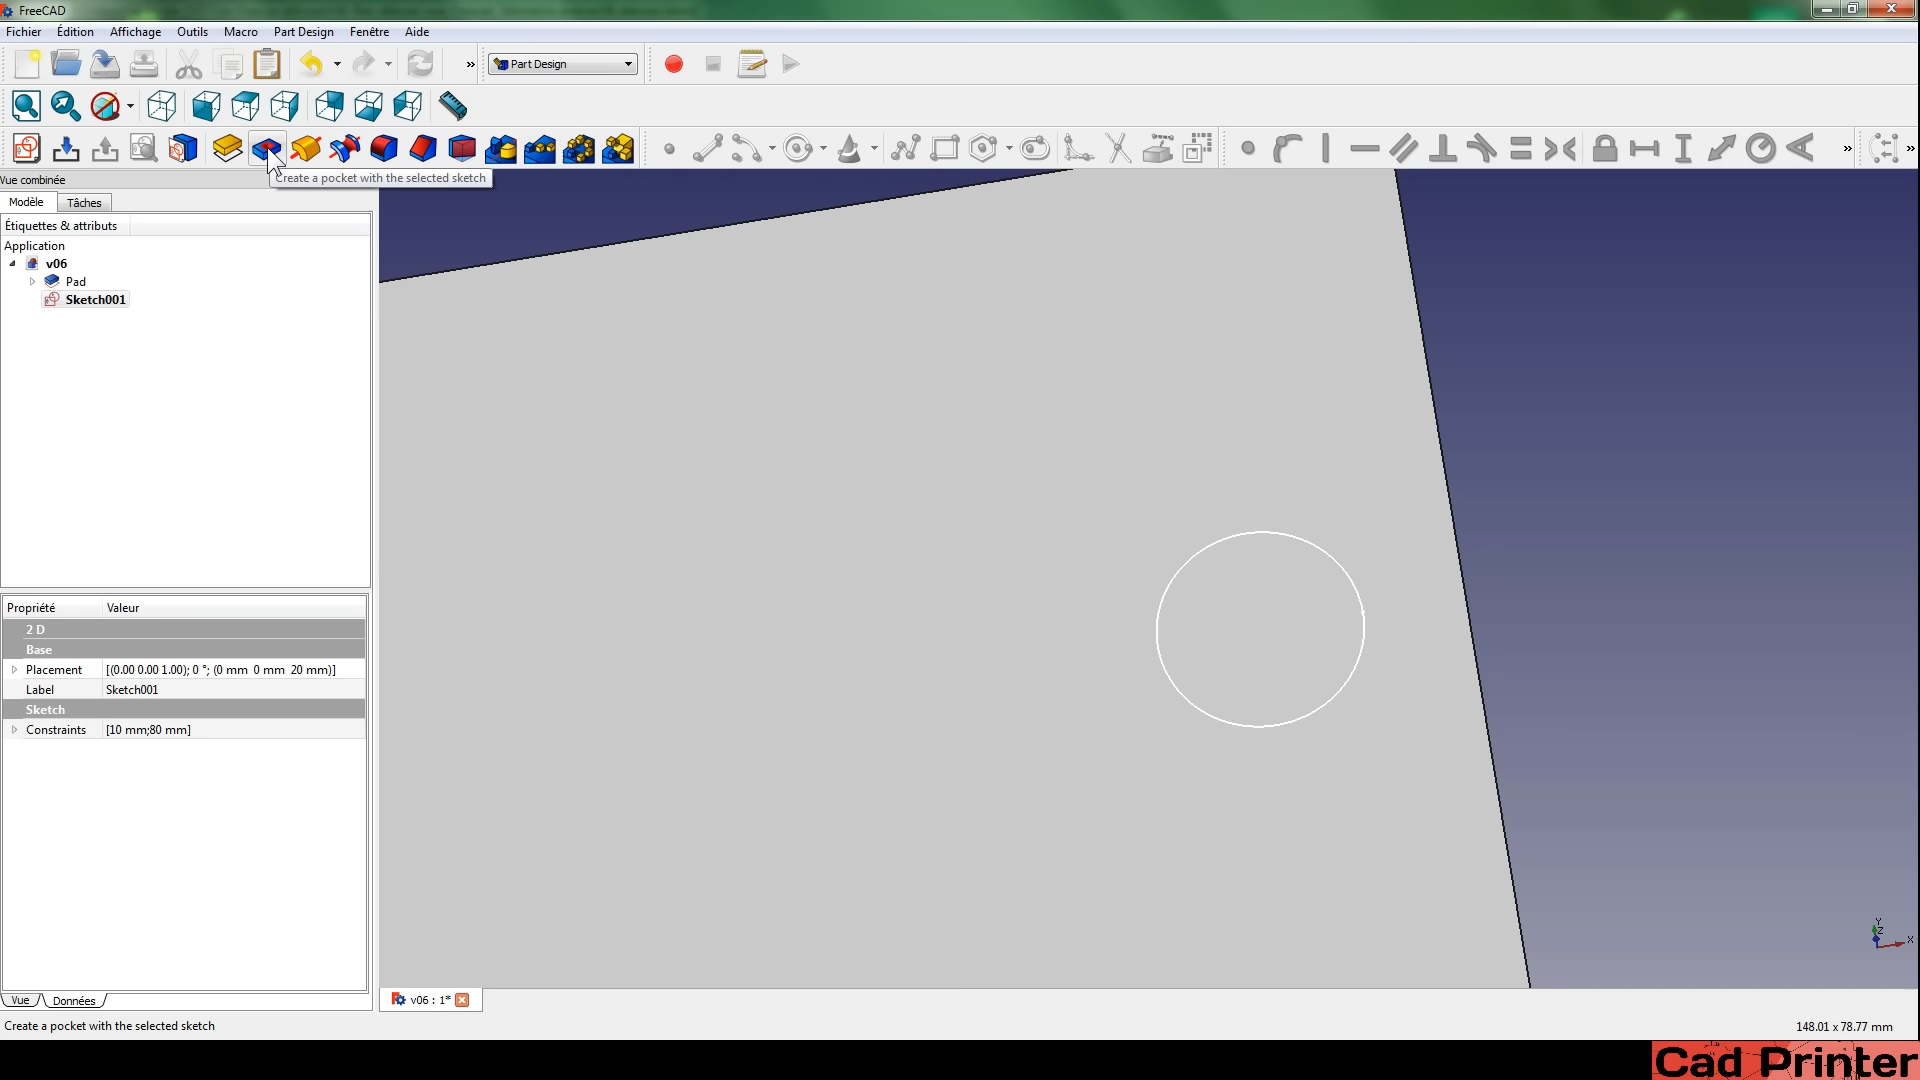 FreeCAD
Fichier Édition Affichage Outils Macro Part Design Fenêtre Aide
» Part Design
» »
Create a pocket with the selected sketch
Vue combinée
Modèle Tâches
Étiquettes & attributs
Application
v06
Pad
Sketch001
Propriété Valeur
2 D
Base
Placement [(0.00 0.00 1.00); 0 °; (0 mm 0 mm 20 mm)]
Label Sketch001
Sketch
Constraints [10 mm;80 mm]
Y
Z
X
Vue Données
v06 : 1*
Create a pocket with the selected sketch
148.01 x 78.77 mm
Cad Printer